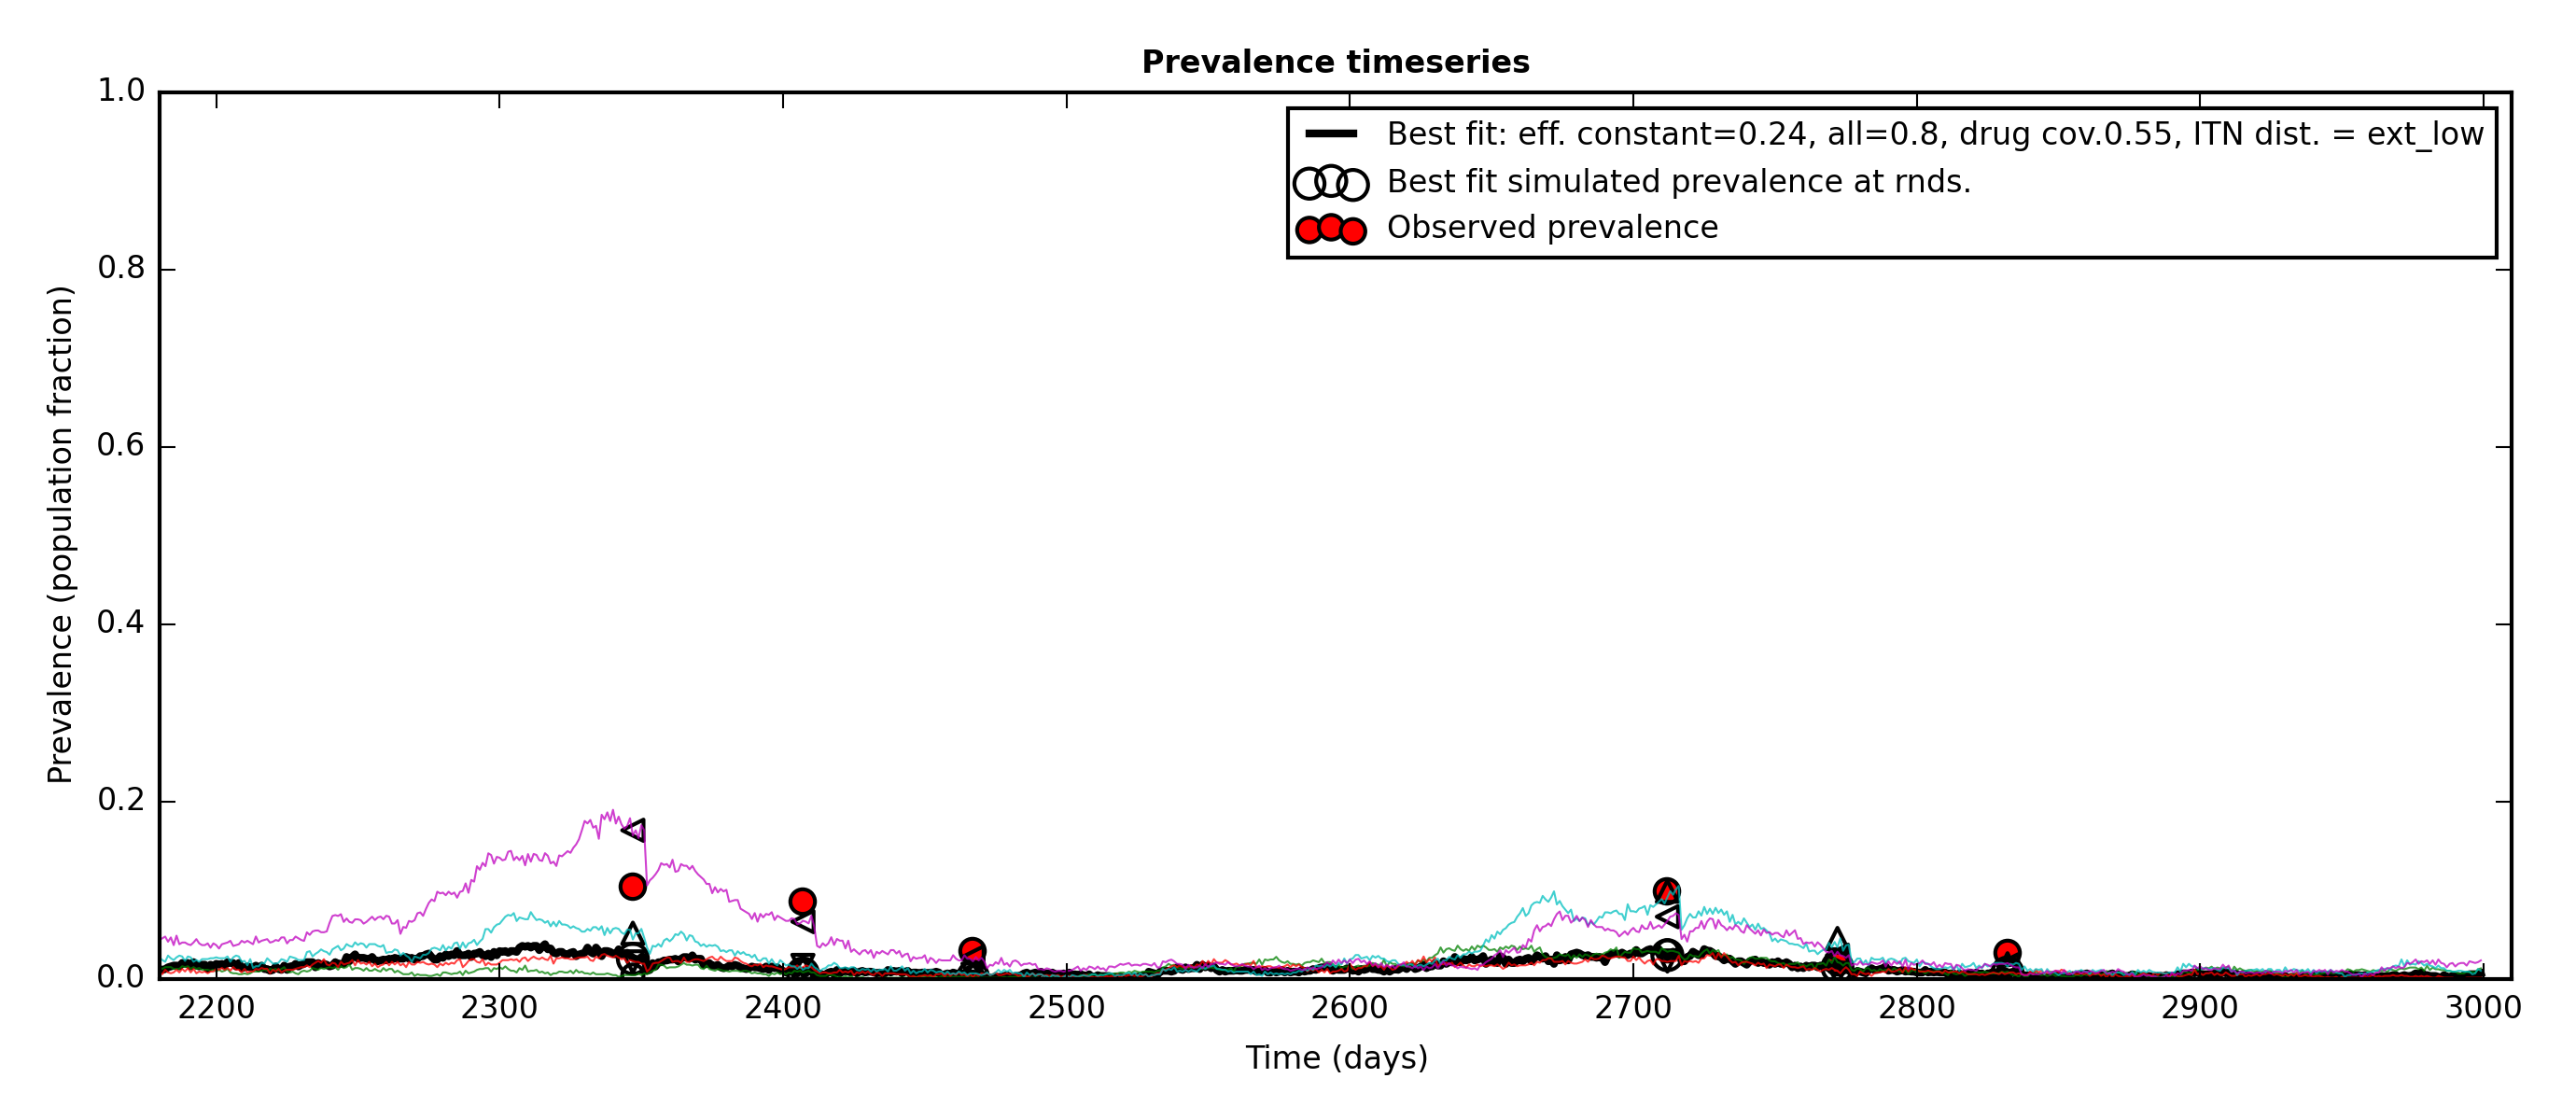 Prevalence timeseries
1.0
0.8
0.6
0.4
0.2
0.0
Prevalence (population fraction)
Best fit: eff. constant=0.24, all=0.8, drug cov.0.55, ITN dist. = ext_low
Best fit simulated prevalence at rnds.
Observed prevalence
2200 2300 2400 2500 2600 2700 2800 2900 3000
Time (days)